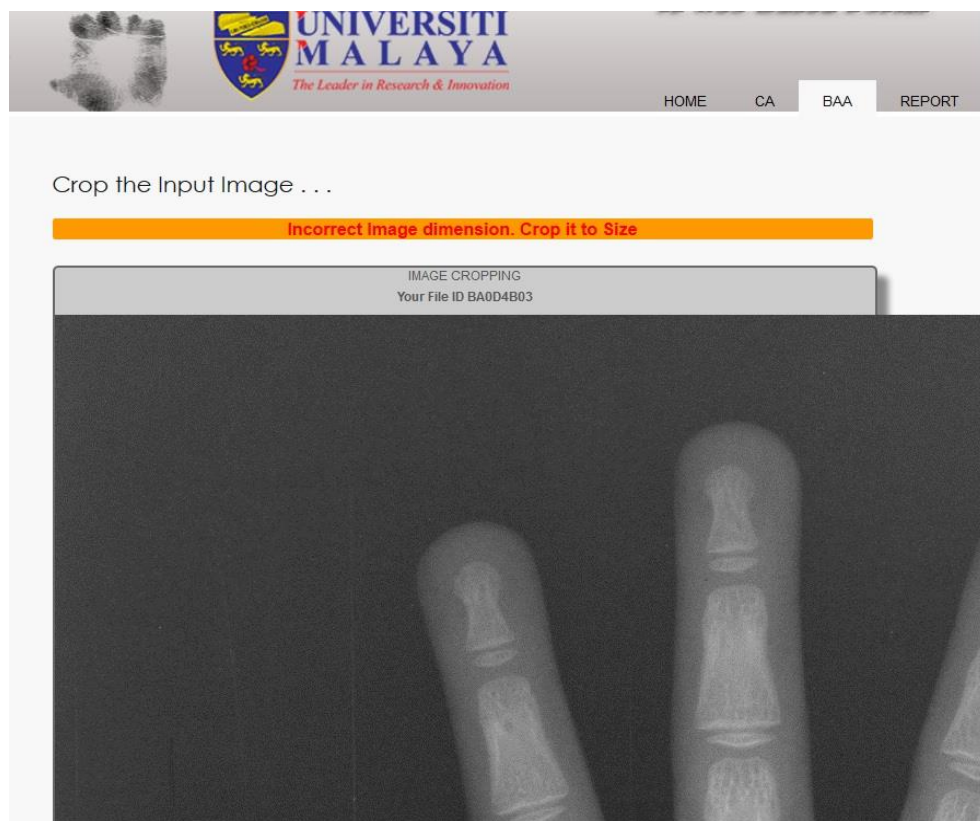 UNIVERSITI
MALAYA
The Leader in Research & Innovation
HOME CA BAA REPORT
Crop the Input Image . . .
Incorrect Image dimension. Crop it to Size
IMAGE CROPPING
Your File ID BA0D4B03